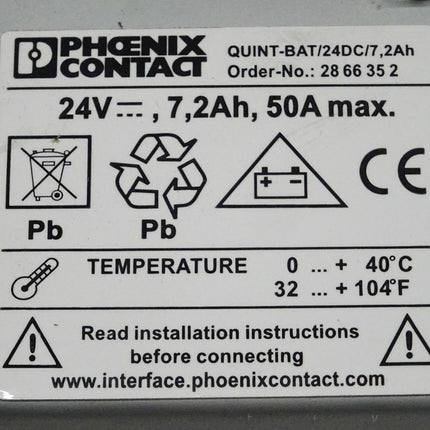 PHŒNIX
CONTACT
QUINT-BAT/24DC/7,2Ah
Order-No.: 28 66 35 2
24V⎓ , 7,2Ah, 50A max.
Pb
Pb
CE
TEMPERATURE 0 ... + 40°C
32 ... + 104°F
Read installation instructions
before connecting
www.interface.phoenixcontact.com